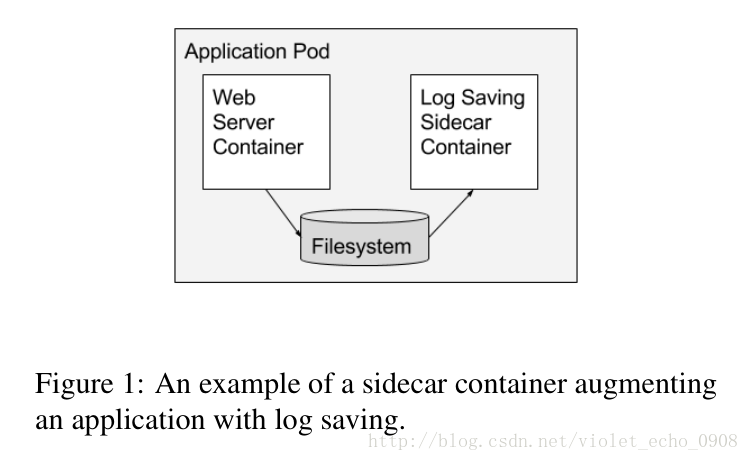 Application Pod
Web
Server
Container
Log Saving
Sidecar
Container
Filesystem
Figure 1: An example of a sidecar container augmenting
an application with log saving.
http://blog.csdn.net/violet_echo_0908